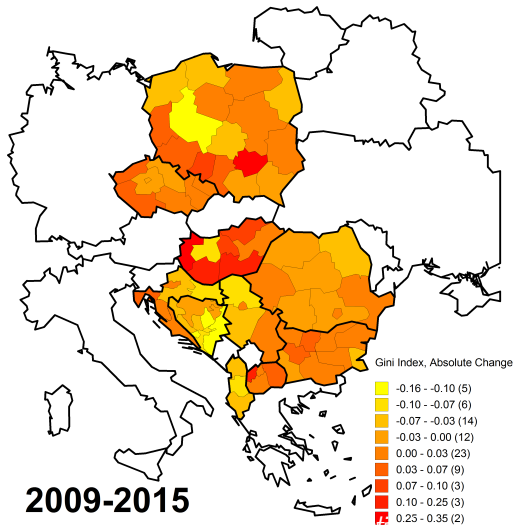 Gini Index, Absolute Change
-0.16 - -0.10 (5)
-0.10 - -0.07 (6)
-0.07 - -0.03 (14)
-0.03 - 0.00 (12)
0.00 - 0.03 (23)
0.03 - 0.07 (9)
0.07 - 0.10 (3)
0.10 - 0.25 (3)
0.25 - 0.35 (2)
2009-2015